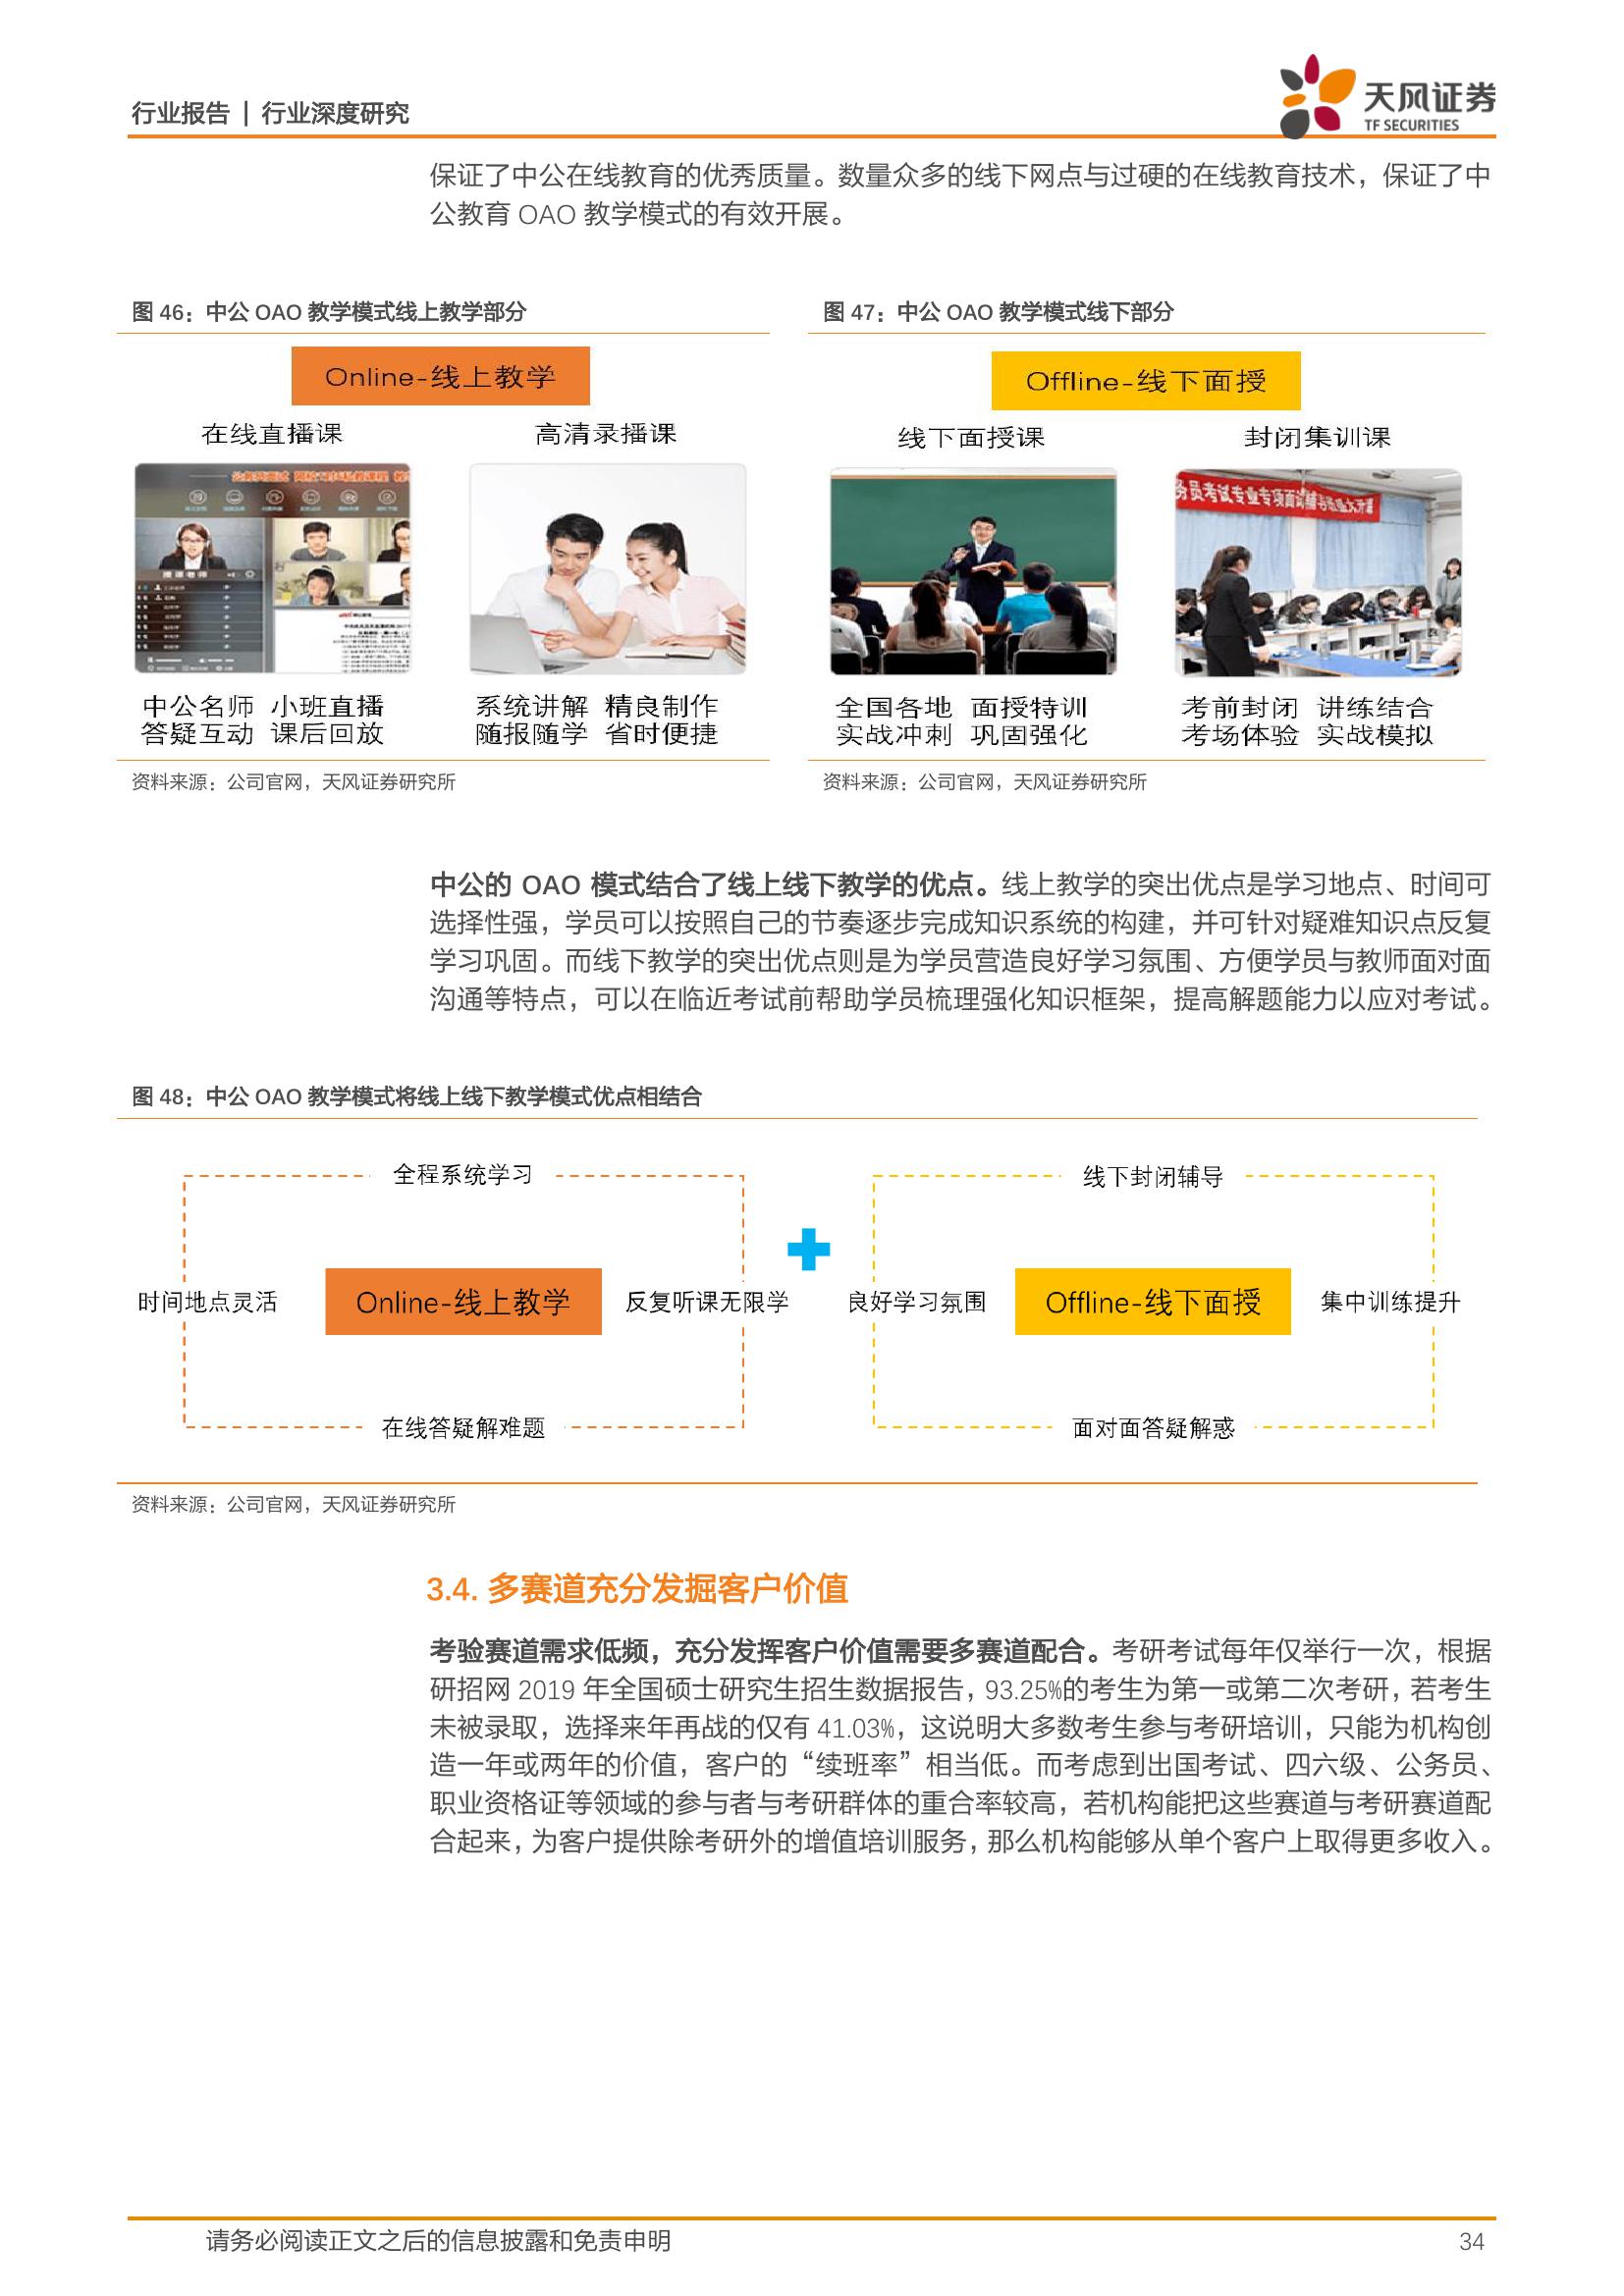 行业报告 | 行业深度研究
天风证券
TF SECURITIES
保证了中公在线教育的优秀质量。数量众多的线下网点与过硬的在线教育技术，保证了中
公教育 OAO 教学模式的有效开展。
图 46：中公 OAO 教学模式线上教学部分
Online-线上教学
在线直播课
高清录播课
授课老师
中公名师 小班直播
答疑互动 课后回放
系统讲解 精良制作
随报随学 省时便捷
资料来源：公司官网，天风证券研究所
图 47：中公 OAO 教学模式线下部分
Offline-线下面授
线下面授课
封闭集训课
务员考试专业专项面试辅导
全国各地 面授特训
实战冲刺 巩固强化
考前封闭 讲练结合
考场体验 实战模拟
资料来源：公司官网，天风证券研究所
中公的 OAO 模式结合了线上线下教学的优点。线上教学的突出优点是学习地点、时间可
选择性强，学员可以按照自己的节奏逐步完成知识系统的构建，并可针对疑难知识点反复
学习巩固。而线下教学的突出优点则是为学员营造良好学习氛围、方便学员与教师面对面
沟通等特点，可以在临近考试前帮助学员梳理强化知识框架，提高解题能力以应对考试。
图 48：中公 OAO 教学模式将线上线下教学模式优点相结合
全程系统学习
时间地点灵活
Online-线上教学
反复听课无限学
在线答疑解难题
线下封闭辅导
良好学习氛围
Offline-线下面授
集中训练提升
面对面答疑解惑
资料来源：公司官网，天风证券研究所
3.4. 多赛道充分发掘客户价值
考验赛道需求低频，充分发挥客户价值需要多赛道配合。考研考试每年仅举行一次，根据
研招网 2019 年全国硕士研究生招生数据报告，93.25%的考生为第一或第二次考研，若考生
未被录取，选择来年再战的仅有 41.03%，这说明大多数考生参与考研培训，只能为机构创
造一年或两年的价值，客户的“续班率”相当低。而考虑到出国考试、四六级、公务员、
职业资格证等领域的参与者与考研群体的重合率较高，若机构能把这些赛道与考研赛道配
合起来，为客户提供除考研外的增值培训服务，那么机构能够从单个客户上取得更多收入。
请务必阅读正文之后的信息披露和免责申明
34